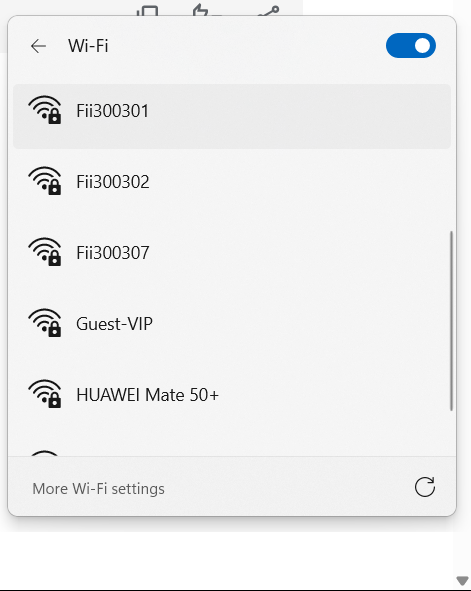 Wi-Fi
Fii300301
Fii300302
Fii300307
Guest-VIP
HUAWEI Mate 50+
More Wi-Fi settings